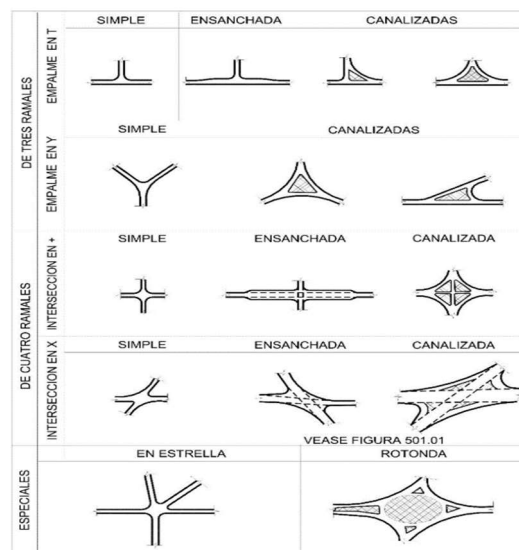 SIMPLE ENSANCHADA CANALIZADAS
DE TRES RAMALES
EMPALME EN T
SIMPLE CANALIZADAS
EMPALME EN Y
SIMPLE ENSANCHADA CANALIZADA
DE CUATRO RAMALES
INTERSECCION EN +
SIMPLE ENSANCHADA CANALIZADA
INTERSECCION EN X
VEASE FIGURA 501.01
EN ESTRELLA ROTONDA
ESPECIALES